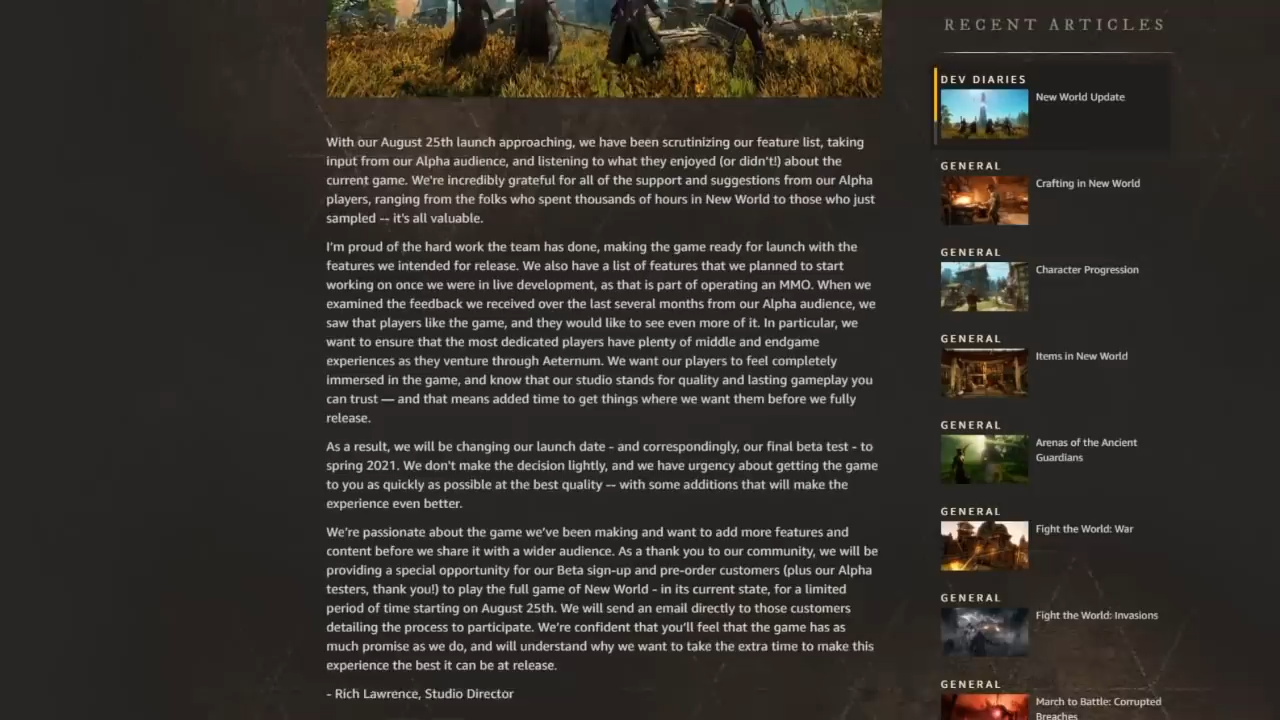 With our August 25th launch approaching, we have been scrutinizing our feature list, taking
input from our Alpha audience, and listening to what they enjoyed (or didn't!) about the
current game. We're incredibly grateful for all of the support and suggestions from our Alpha
players, ranging from the folks who spent thousands of hours in New World to those who just
sampled -- it's all valuable.
I'm proud of the hard work the team has done, making the game ready for launch with the
features we intended for release. We also have a list of features that we planned to start
working on once we were in live development, as that is part of operating an MMO. When we
examined the feedback we received over the last several months from our Alpha audience, we
saw that players like the game, and they would like to see even more of it. In particular, we
want to ensure that the most dedicated players have plenty of middle and endgame
experiences as they venture through Aeternum. We want our players to feel completely
immersed in the game, and know that our studio stands for quality and lasting gameplay you
can trust — and that means added time to get things where we want them before we fully
release.
As a result, we will be changing our launch date - and correspondingly, our final beta test - to
spring 2021. We don't make the decision lightly, and we have urgency about getting the game
to you as quickly as possible at the best quality -- with some additions that will make the
experience even better.
We're passionate about the game we've been making and want to add more features and
content before we share it with a wider audience. As a thank you to our community, we will be
providing a special opportunity for our Beta sign-up and pre-order customers (plus our Alpha
testers, thank you!) to play the full game of New World - in its current state, for a limited
period of time starting on August 25th. We will send an email directly to those customers
detailing the process to participate. We're confident that you'll feel that the game has as
much promise as we do, and will understand why we want to take the extra time to make this
experience the best it can be at release.
- Rich Lawrence, Studio Director
RECENT ARTICLES
DEV DIARIES
New World Update
GENERAL
Crafting in New World
GENERAL
Character Progression
GENERAL
Items in New World
GENERAL
Arenas of the Ancient
Guardians
GENERAL
Fight the World: War
GENERAL
Fight the World: Invasions
GENERAL
March to Battle: Corrupted
Breaches